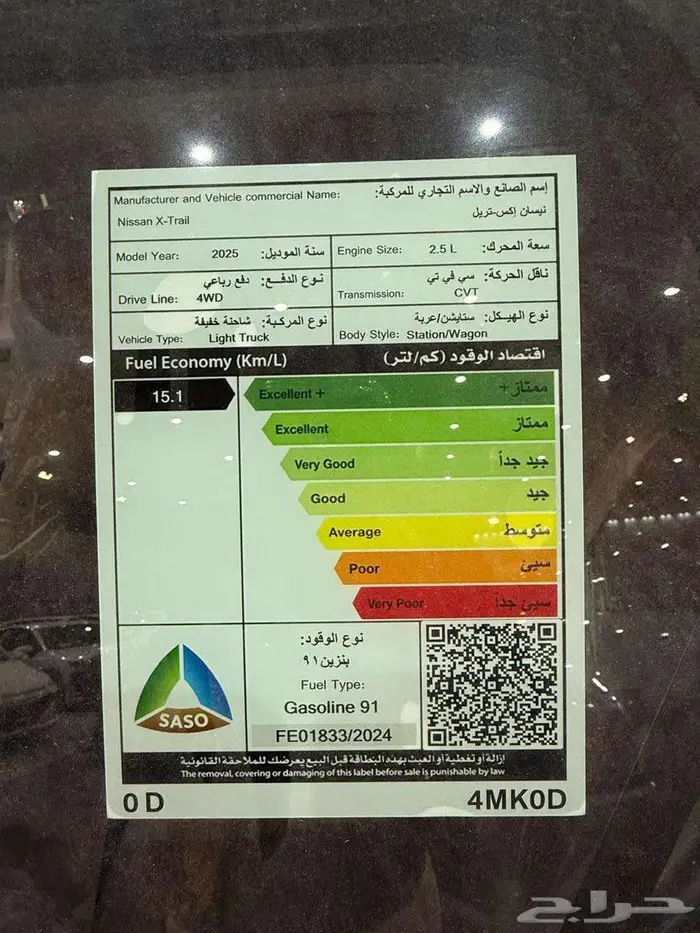 Manufacturer and Vehicle commercial Name: إسم الصانع والاسم التجاري للمركبة:
Nissan X-Trail نيسان إكس-تريل
Model Year: 2025 سنة الموديل: Engine Size: 2.5 L سعة المحرك:
نوع الدفع: دفع رباعي ناقل الحركة: سي في تي
Drive Line: 4WD Transmission: CVT
نوع المركبة: شاحنة خفيفة نوع الهيكل: ستايشن/عربة
Vehicle Type: Light Truck Body Style: Station/Wagon
Fuel Economy (Km/L) اقتصاد الوقود (كم/لتر)
15.1 Excellent + ممتاز+
Excellent ممتاز
Very Good جيد جداً
Good جيد
Average متوسط
Poor سيئ
Very Poor سيئ جداً
نوع الوقود:
بنزين ٩١
Fuel Type:
Gasoline 91
SASO
FE01833/2024
إزالة أو تغطية أو العبث بهذه البطاقة قبل البيع يعرضك للملاحقة القانونية
The removal, covering or damaging of this label before sale is punishable by law
0 D 4MK0D
حراج